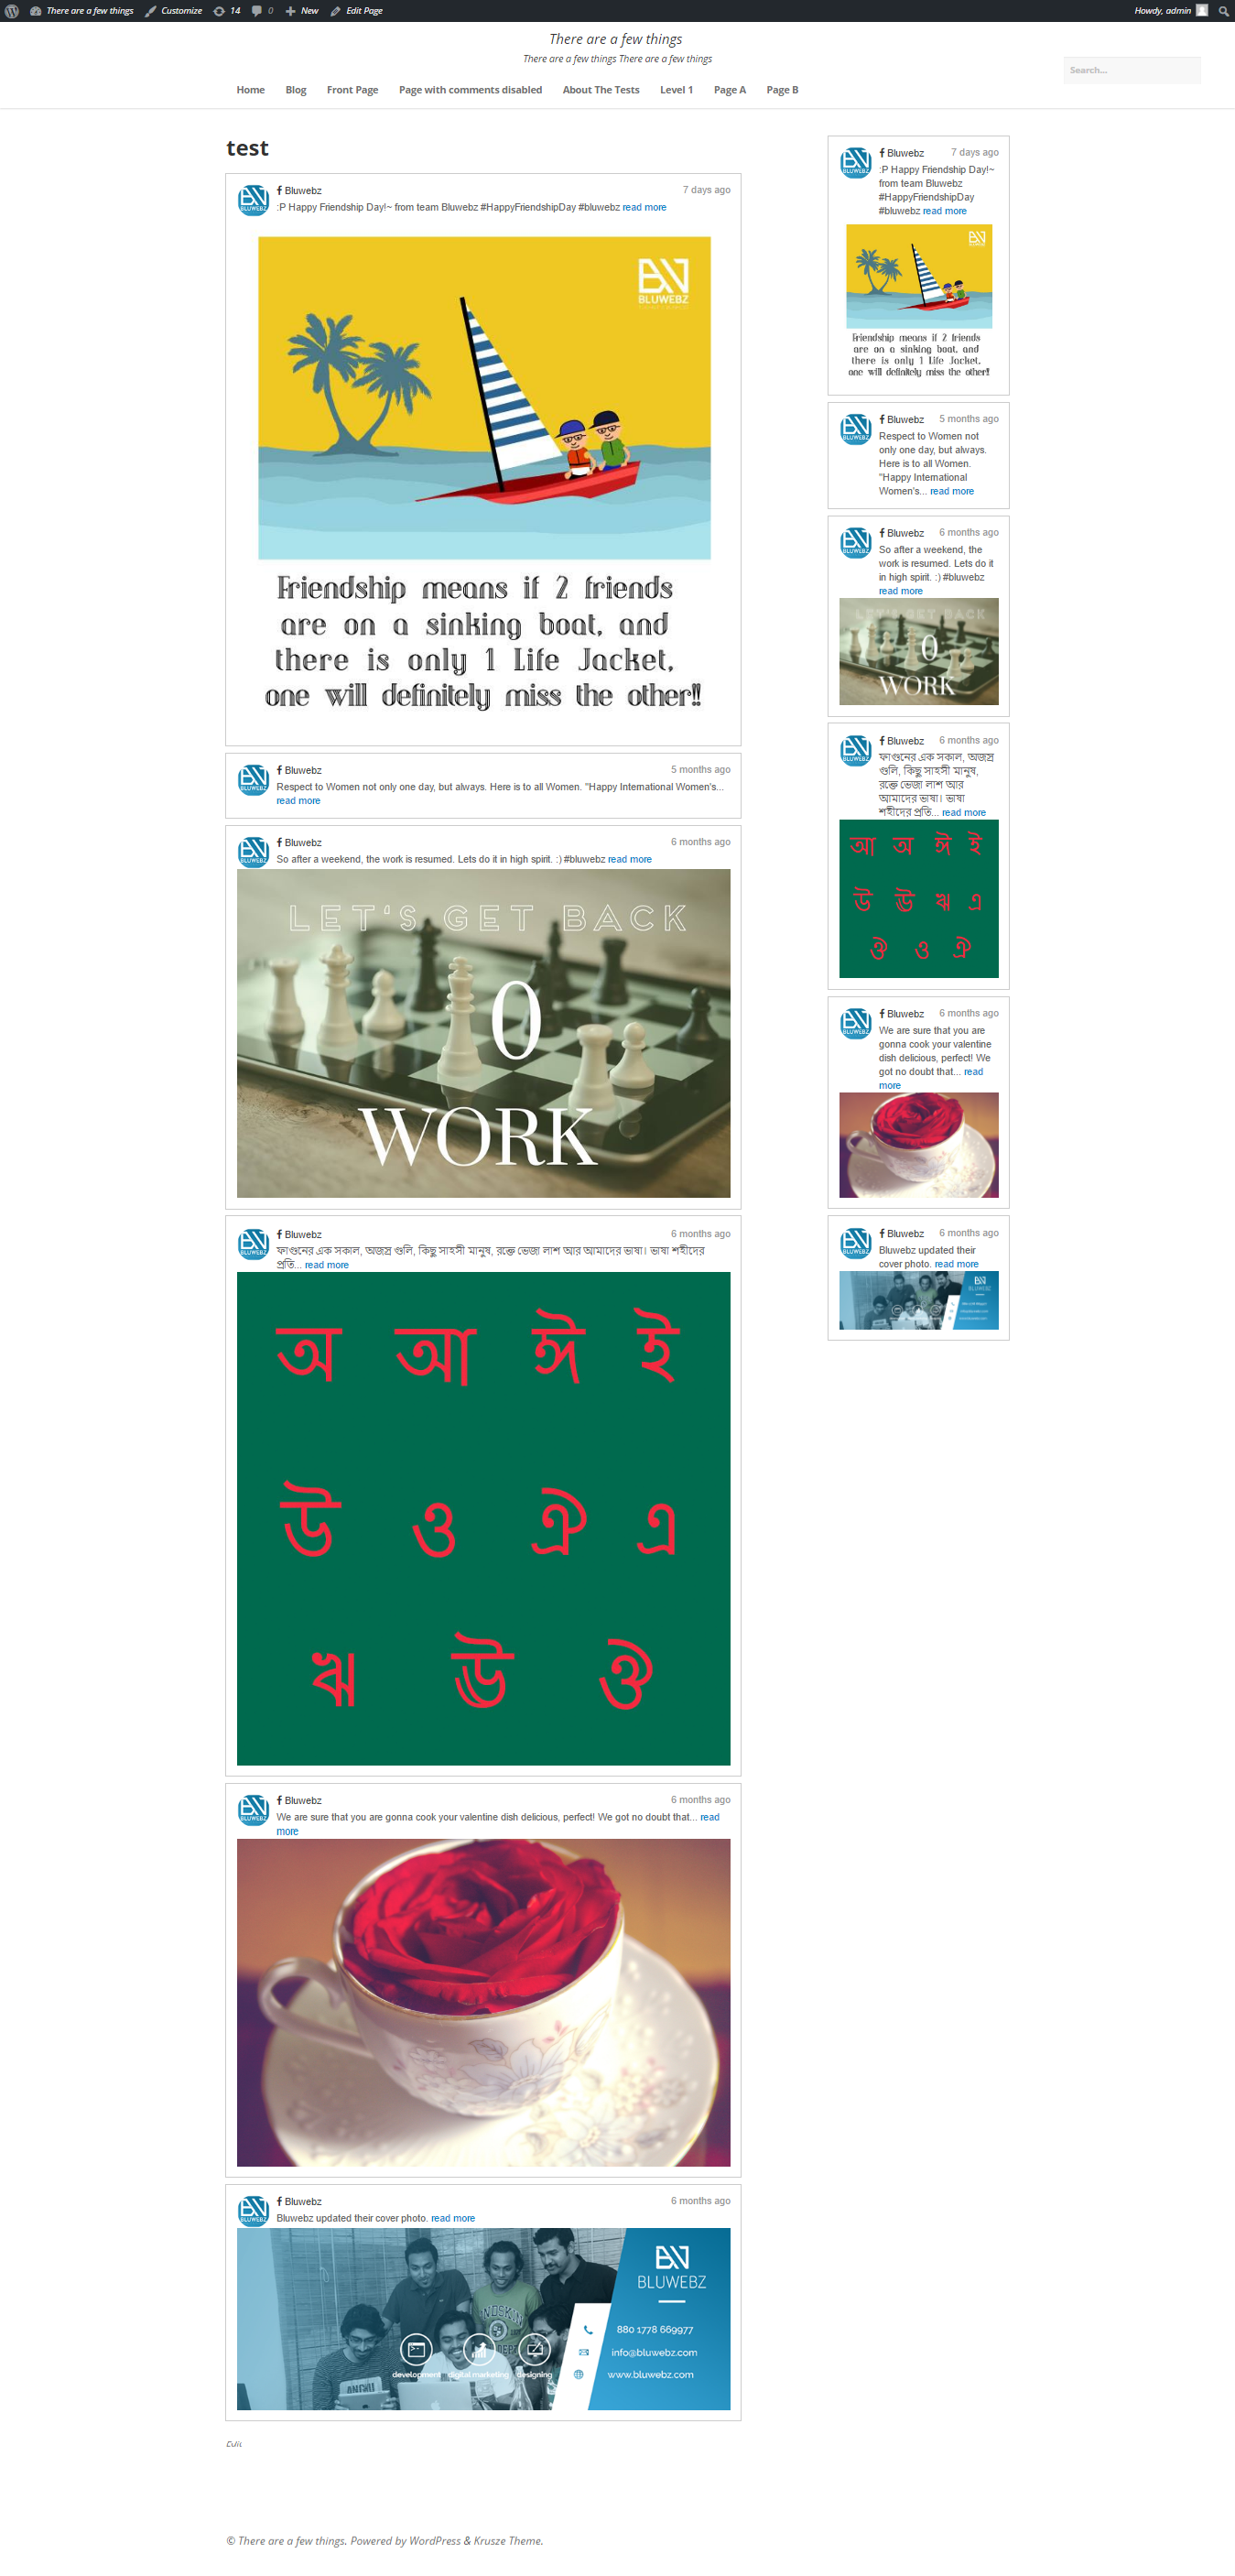 There are a few things
Customize
14
0
New
Edit Page
Howdy, admin
There are a few things
There are a few things There are a few things
Search...
Home
Blog
Front Page
Page with comments disabled
About The Tests
Level 1
Page A
Page B
test
Bluwebz
7 days ago
:P Happy Friendship Day!~ from team Bluwebz #HappyFriendshipDay #bluwebz read more
BLUWEBZ
Friendship means if 2 friends
are on a sinking boat, and
there is only 1 Life Jacket,
one will definitely miss the other!!
Bluwebz
5 months ago
Respect to Women not only one day, but always. Here is to all Women. "Happy International Women's...
read more
Bluwebz
6 months ago
So after a weekend, the work is resumed. Lets do it in high spirit. :) #bluwebz read more
LET'S GET BACK
0
WORK
Bluwebz
6 months ago
ফাগুনের এক সকাল, অজস্র গুলি, কিছু সাহসী মানুষ, রক্তে ভেজা লাশ আর আমাদের ভাষা। ভাষা শহীদের
প্রতি... read more
অ আ ঈ ই
উ ও ঐ এ
ঋ ঊ ঔ
Bluwebz
6 months ago
We are sure that you are gonna cook your valentine dish delicious, perfect! We got no doubt that... read
more
Bluwebz
6 months ago
Bluwebz updated their cover photo. read more
BLUWEBZ
880 1778 669977
info@bluwebz.com
www.bluwebz.com
development
digital marketing
designing
Edit
Bluwebz
7 days ago
:P Happy Friendship Day!~
from team Bluwebz
#HappyFriendshipDay
#bluwebz read more
Friendship means if 2 friends
are on a sinking boat, and
there is only 1 Life Jacket,
one will definitely miss the other!!
Bluwebz
5 months ago
Respect to Women not
only one day, but always.
Here is to all Women.
"Happy International
Women's... read more
Bluwebz
6 months ago
So after a weekend, the
work is resumed. Lets do it
in high spirit. :) #bluwebz
read more
LET'S GET BACK
0
WORK
Bluwebz
6 months ago
ফাগুনের এক সকাল, অজস্র
গুলি, কিছু সাহসী মানুষ,
রক্তে ভেজা লাশ আর
আমাদের ভাষা। ভাষা
শহীদের প্রতি... read more
আ অ ঈ ই
উ ঊ ঋ এ
ঔ ও ঐ
Bluwebz
6 months ago
We are sure that you are
gonna cook your valentine
dish delicious, perfect! We
got no doubt that... read
more
Bluwebz
6 months ago
Bluwebz updated their
cover photo. read more
BLUWEBZ
© There are a few things. Powered by WordPress & Krusze Theme.